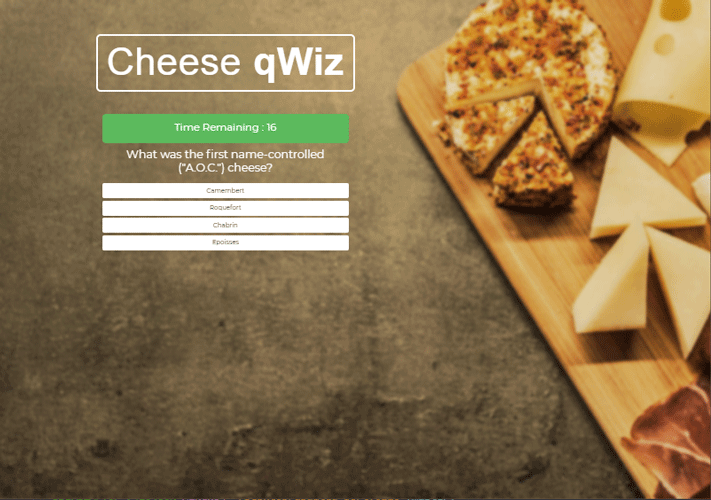 Cheese qWiz
Time Remaining : 16
What was the first name-controlled
("A.O.C.") cheese?
Camembert
Roquefort
Chabrin
Epoisses